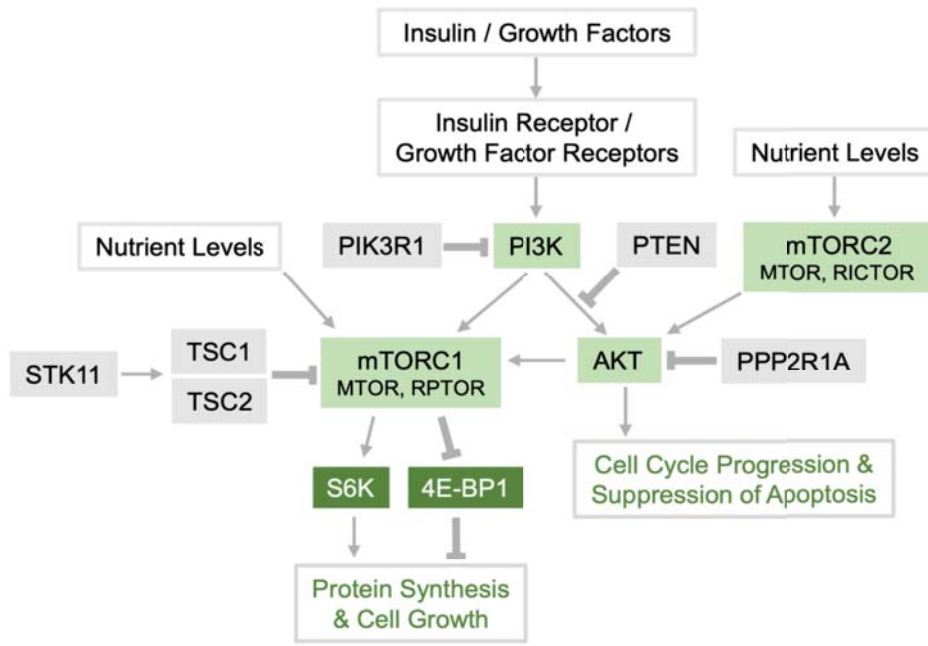 Insulin / Growth Factors
Insulin Receptor /
Growth Factor Receptors
Nutrient Levels
Nutrient Levels
PIK3R1
PI3K
PTEN
mTORC2
MTOR, RICTOR
STK11
TSC1
TSC2
mTORC1
MTOR, RPTOR
AKT
PPP2R1A
S6K
4E-BP1
Cell Cycle Progression &
Suppression of Apoptosis
Protein Synthesis
& Cell Growth